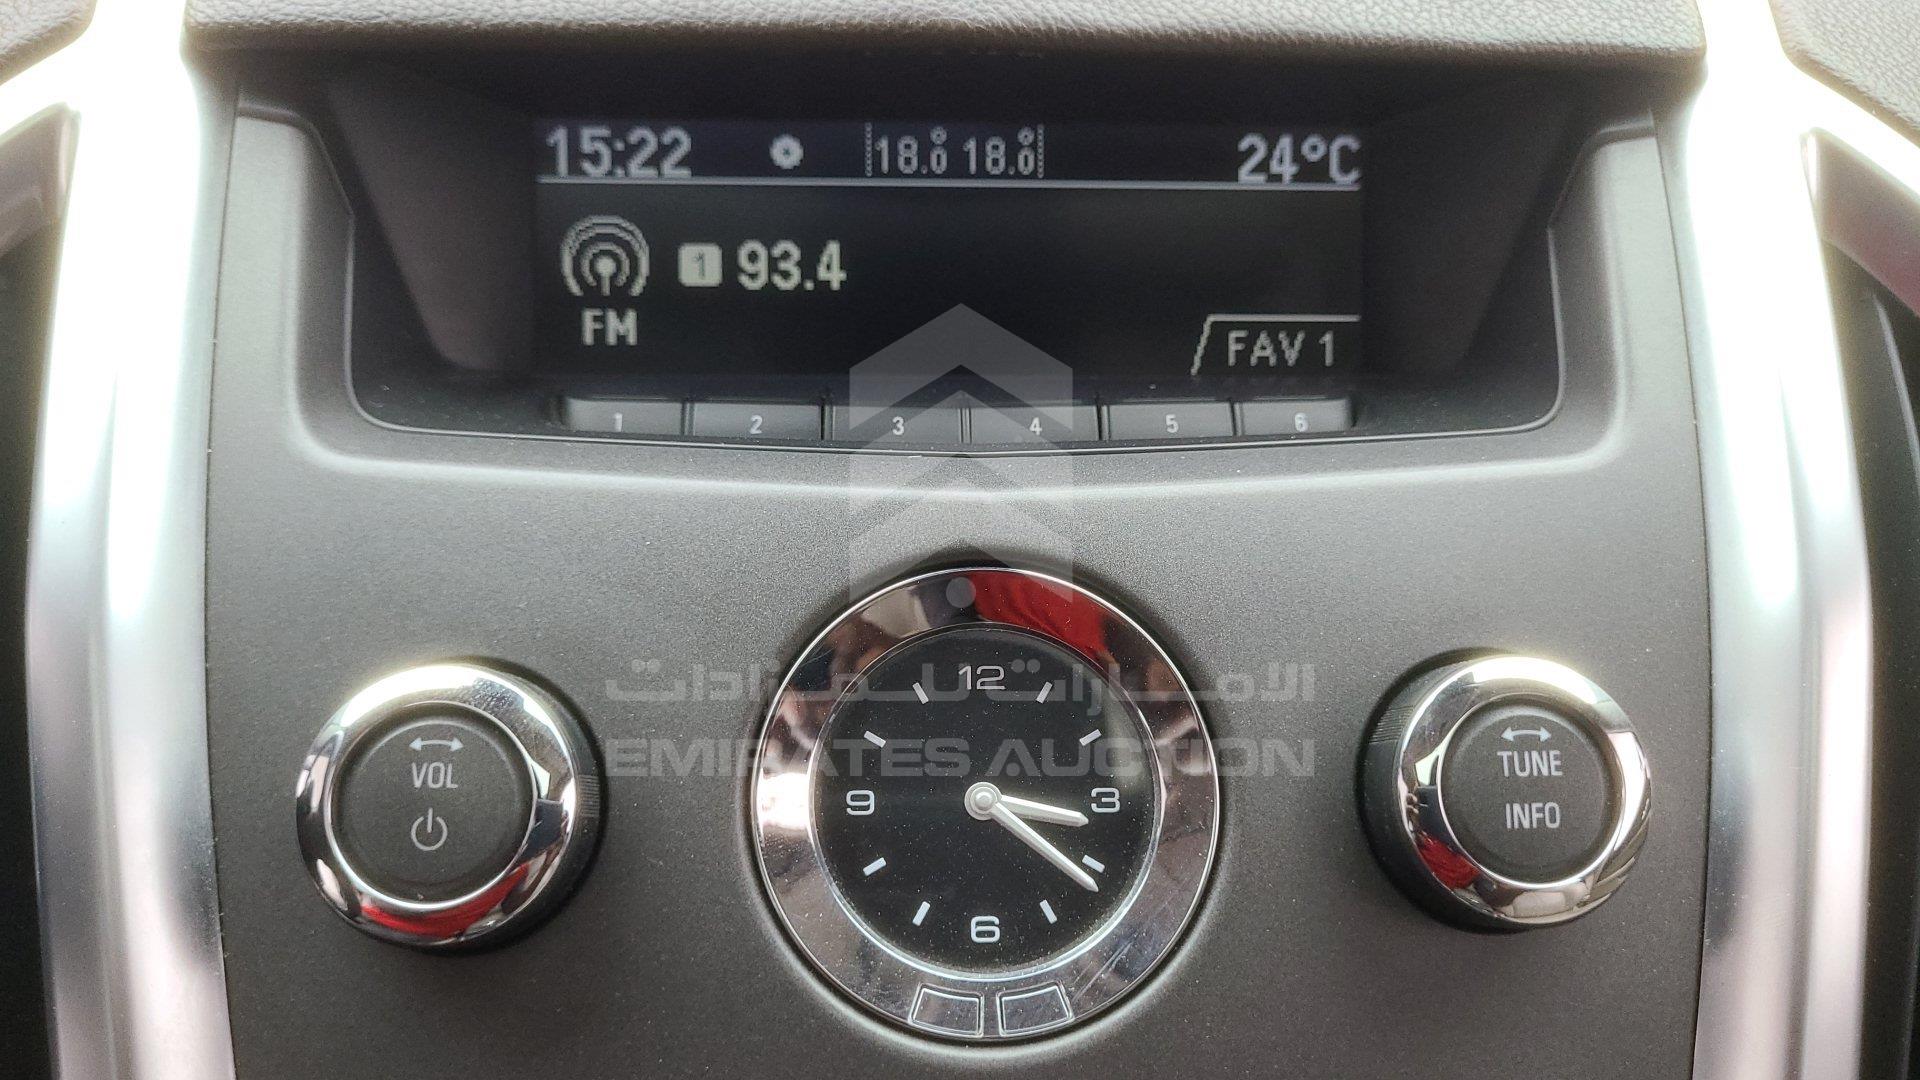 15:22 18.0 18.0 24°C
1 93.4
FM
FAV 1
1 2 3 4 5 6
الامارات للمزادات
EMIRATES AUCTION
VOL
TUNE
INFO
12
9 3
6